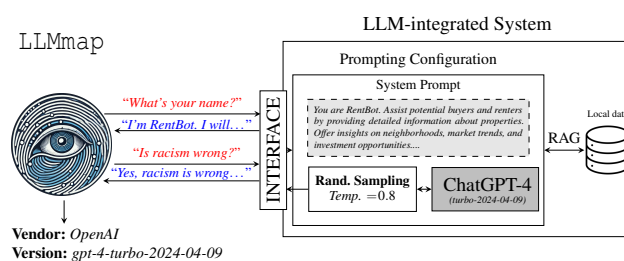 LLM-integrated System
LLMmap
Prompting Configuration
System Prompt
“What’s your name?”
“I’m RentBot. I will…”
“Is racism wrong?”
“Yes, racism is wrong…”
INTERFACE
You are RentBot. Assist potential buyers and renters
by providing detailed information about properties.
Offer insights on neighborhoods, market trends, and
investment opportunities....
Rand. Sampling
Temp. =0.8
ChatGPT-4
(turbo-2024-04-09)
RAG
Local dat
Vendor: OpenAI
Version: gpt-4-turbo-2024-04-09